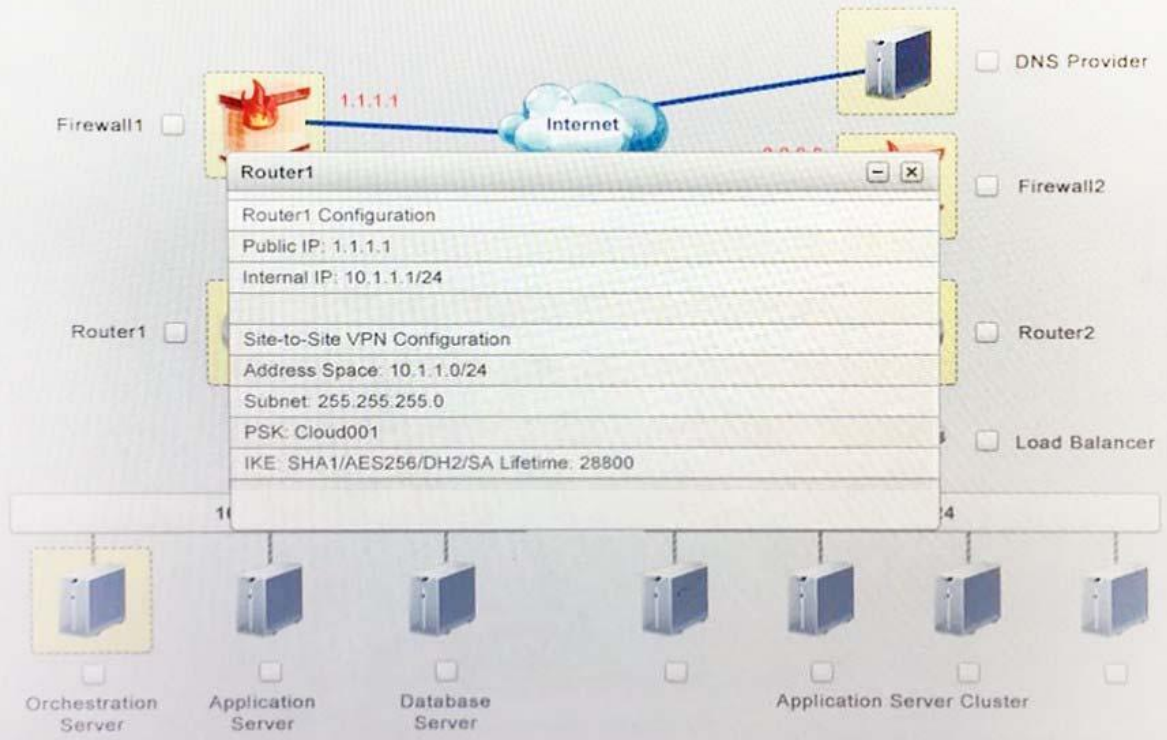 DNS Provider
1.1.1.1
Firewall1
Internet
Firewall2
Router1
Router1 Configuration
Public IP: 1.1.1.1
Internal IP: 10.1.1.1/24
Router1
Router2
Site-to-Site VPN Configuration
Address Space: 10.1.1.0/24
Subnet: 255.255.255.0
PSK: Cloud001
Load Balancer
IKE: SHA1/AES256/DH2/SA Lifetime: 28800
Orchestration Server
Application Server
Database Server
Application Server Cluster